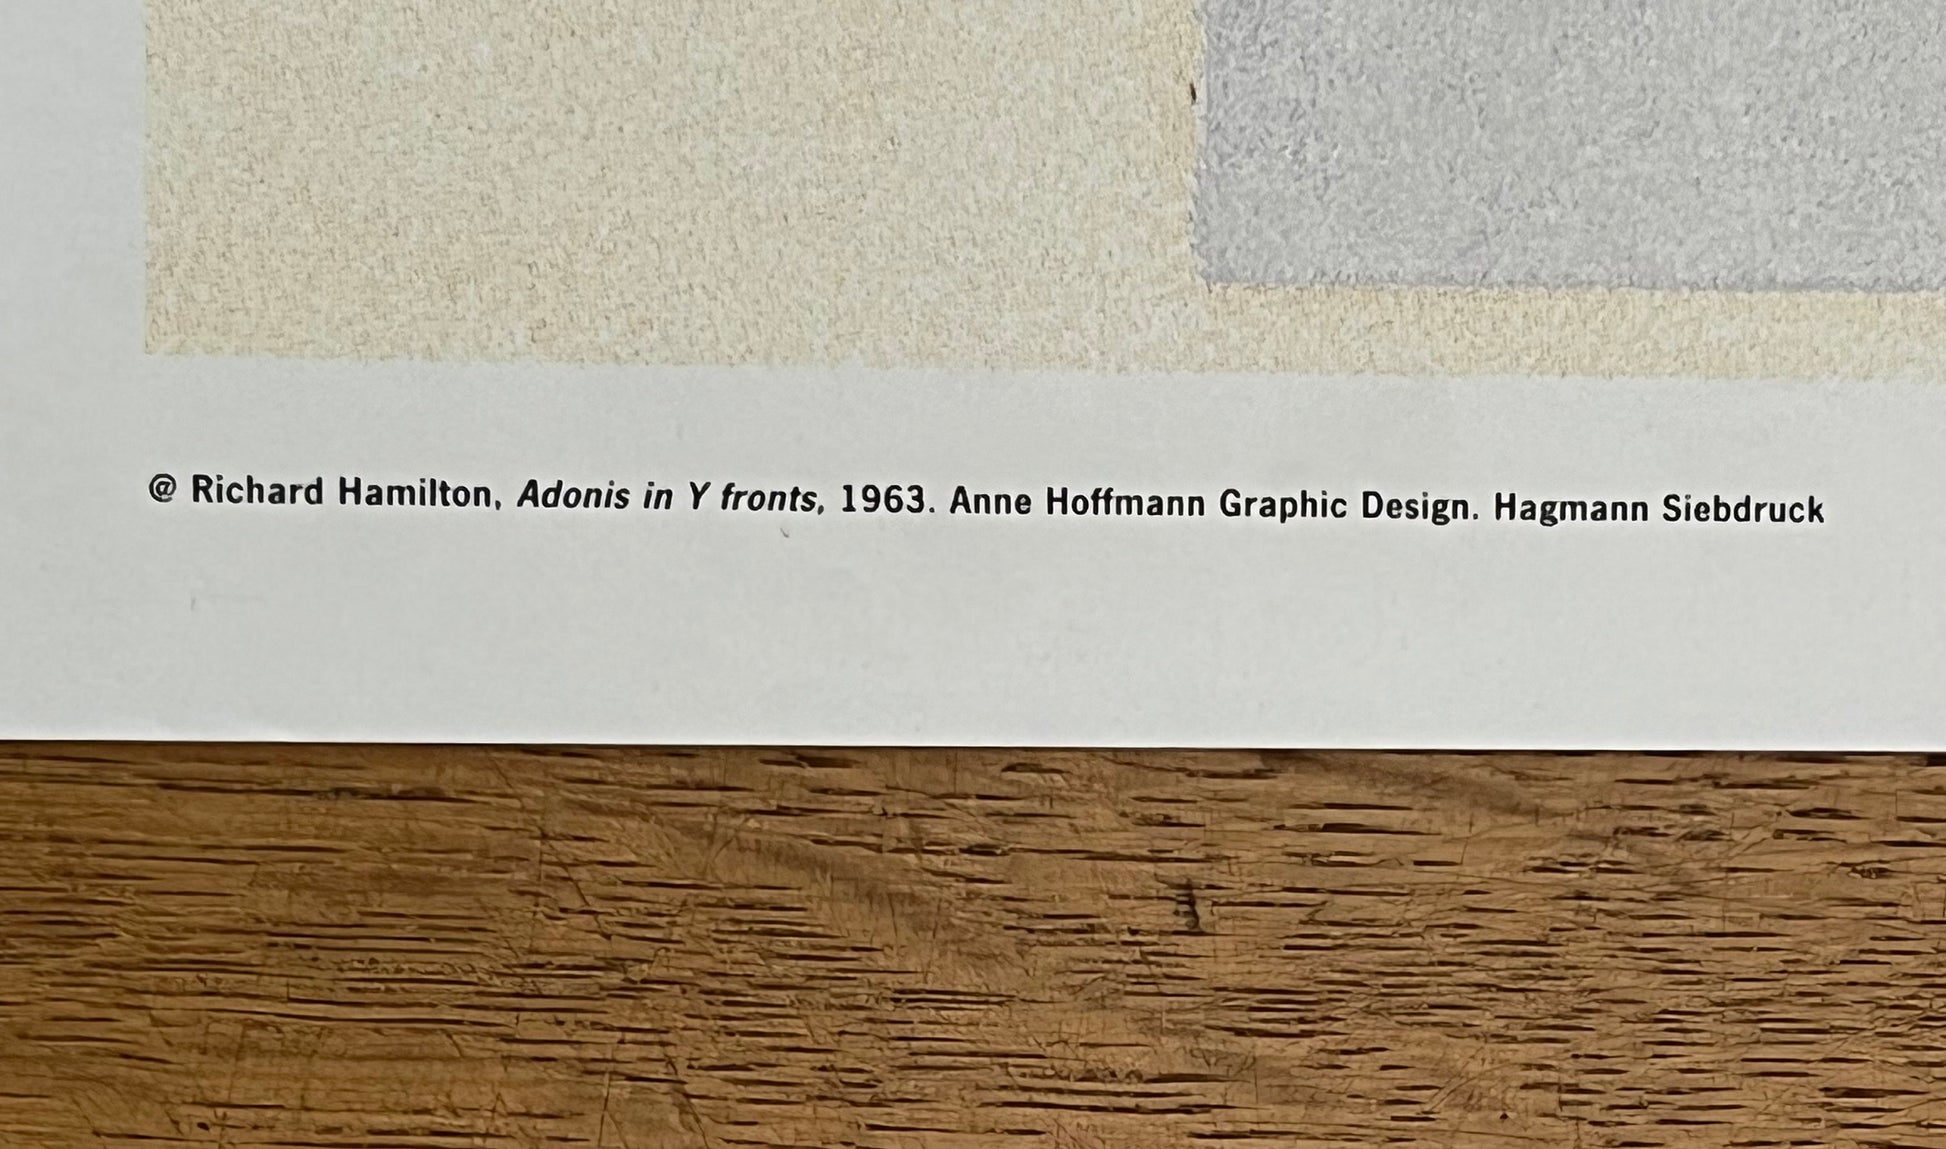 @ Richard Hamilton, Adonis in Y fronts, 1963. Anne Hoffmann Graphic Design. Hagmann Siebdruck